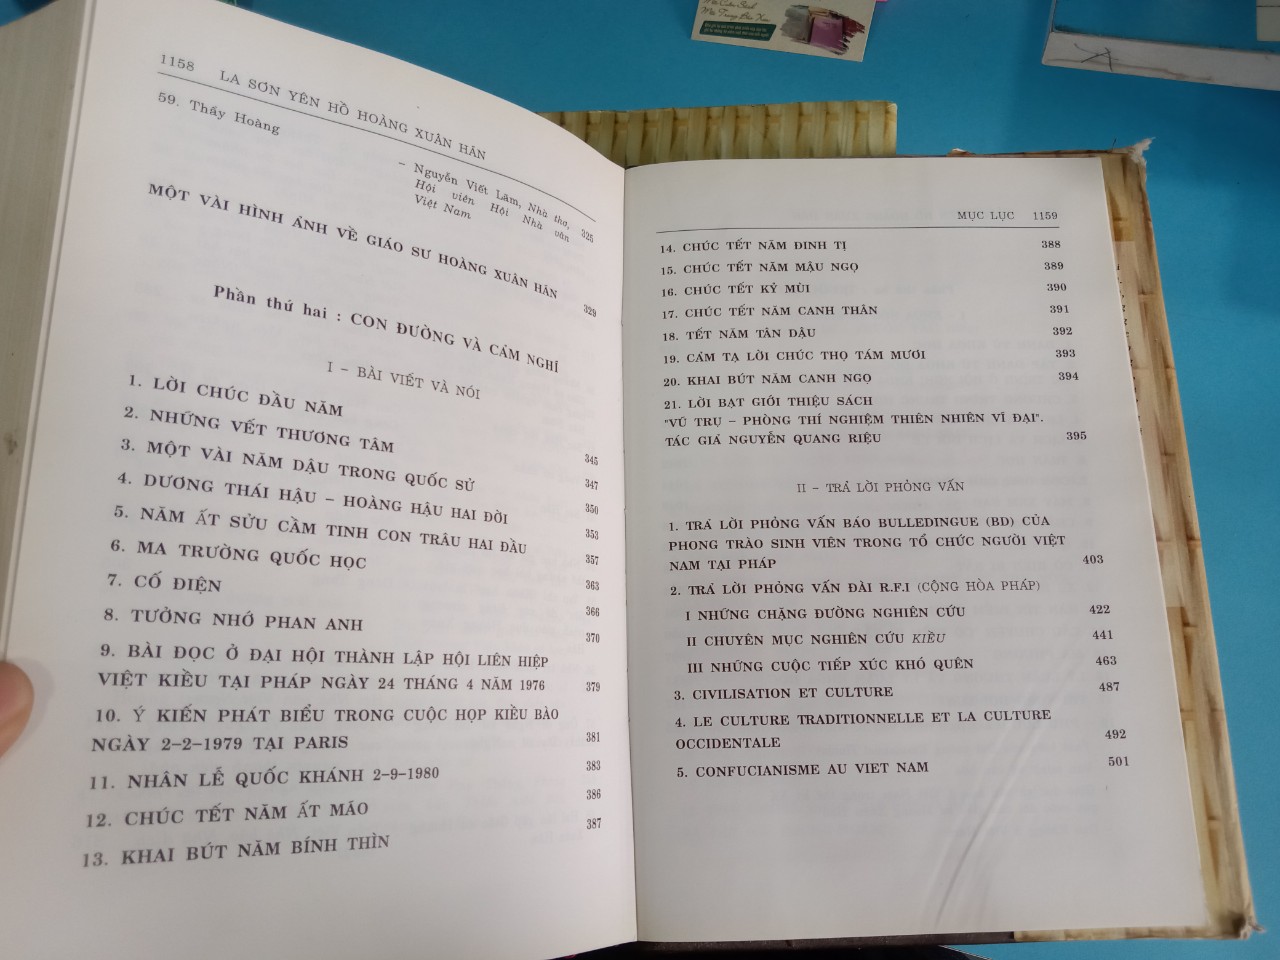 Mê Cuốn Sách
1158 LA SƠN YÊN HỒ HOÀNG XUÂN HÃN
59. Thầy Hoàng
– Nguyễn Viết Lãm, Nhà thơ,
Hội viên Hội Nhà văn
Việt Nam 325
MỘT VÀI HÌNH ẢNH VỀ GIÁO SƯ HOÀNG XUÂN HÃN 329
Phần thứ hai : CON ĐƯỜNG VÀ CẢM NGHĨ
I – BÀI VIẾT VÀ NÓI
1. LỜI CHÚC ĐẦU NĂM 345
2. NHỮNG VẾT THƯƠNG TÂM 347
3. MỘT VÀI NĂM DẬU TRONG QUỐC SỬ 350
4. DƯƠNG THÁI HẬU – HOÀNG HẬU HAI ĐỜI 353
5. NĂM ẤT SỬU CẦM TINH CON TRÂU HAI ĐẦU 357
6. MA TRƯỜNG QUỐC HỌC 363
7. CỔ ĐIỆN 366
8. TƯỞNG NHỚ PHAN ANH 370
9. BÀI ĐỌC Ở ĐẠI HỘI THÀNH LẬP HỘI LIÊN HIỆP
VIỆT KIỀU TẠI PHÁP NGÀY 24 THÁNG 4 NĂM 1976 379
10. Ý KIẾN PHÁT BIỂU TRONG CUỘC HỌP KIỀU BÀO
NGÀY 2–2–1979 TẠI PARIS 381
11. NHÂN LỄ QUỐC KHÁNH 2–9–1980 383
12. CHÚC TẾT NĂM ẤT MÃO 386
13. KHAI BÚT NĂM BÍNH THÌN 387
MỤC LỤC 1159
14. CHÚC TẾT NĂM ĐINH TỊ 388
15. CHÚC TẾT NĂM MẬU NGỌ 389
16. CHÚC TẾT KỶ MÙI 390
17. CHÚC TẾT NĂM CANH THÂN 391
18. TẾT NĂM TÂN DẬU 392
19. CẢM TẠ LỜI CHÚC THỌ TÁM MƯƠI 393
20. KHAI BÚT NĂM CANH NGỌ 394
21. LỜI BẠT GIỚI THIỆU SÁCH
"VŨ TRỤ – PHÒNG THÍ NGHIỆM THIÊN NHIÊN VĨ ĐẠI".
TÁC GIẢ NGUYỄN QUANG RIỆU 395
II – TRẢ LỜI PHỎNG VẤN
1. TRẢ LỜI PHỎNG VẤN BÁO BULLEDINGUE (BD) CỦA
PHONG TRÀO SINH VIÊN TRONG TỔ CHỨC NGƯỜI VIỆT
NAM TẠI PHÁP 403
2. TRẢ LỜI PHỎNG VẤN ĐÀI R.F.I (CỘNG HÒA PHÁP)
I NHỮNG CHẶNG ĐƯỜNG NGHIÊN CỨU 422
II CHUYÊN MỤC NGHIÊN CỨU KIỀU 441
III NHỮNG CUỘC TIẾP XÚC KHÓ QUÊN 463
3. CIVILISATION ET CULTURE 487
4. LE CULTURE TRADITIONNELLE ET LA CULTURE
OCCIDENTALE 492
5. CONFUCIANISME AU VIET NAM 501